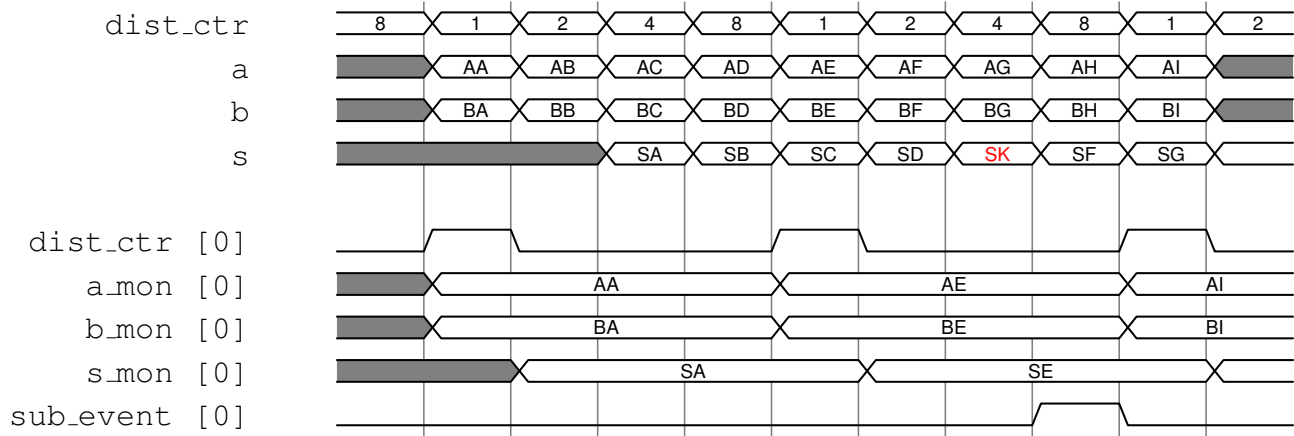 dist_ctr 8 1 2 4 8 1 2 4 8 1 2
a AA AB AC AD AE AF AG AH AI
b BA BB BC BD BE BF BG BH BI
s SA SB SC SD SK SF SG
dist_ctr [0]
a_mon [0] AA AE AI
b_mon [0] BA BE BI
s_mon [0] SA SE
sub_event [0]